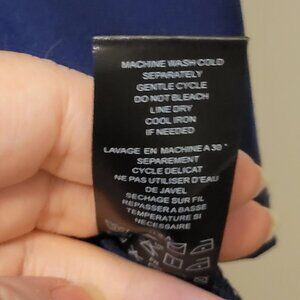 MACHINE WASH COLD
SEPARATELY
GENTLE CYCLE
DO NOT BLEACH
LINE DRY
COOL IRON
IF NEEDED
LAVAGE EN MACHINE A 30°
SEPAREMENT
CYCLE DELICAT
NE PAS UTILISER D'EAU
DE JAVEL
SECHAGE SUR FIL
REPASSER A BASSE
TEMPERATURE SI
NECESSAIRE